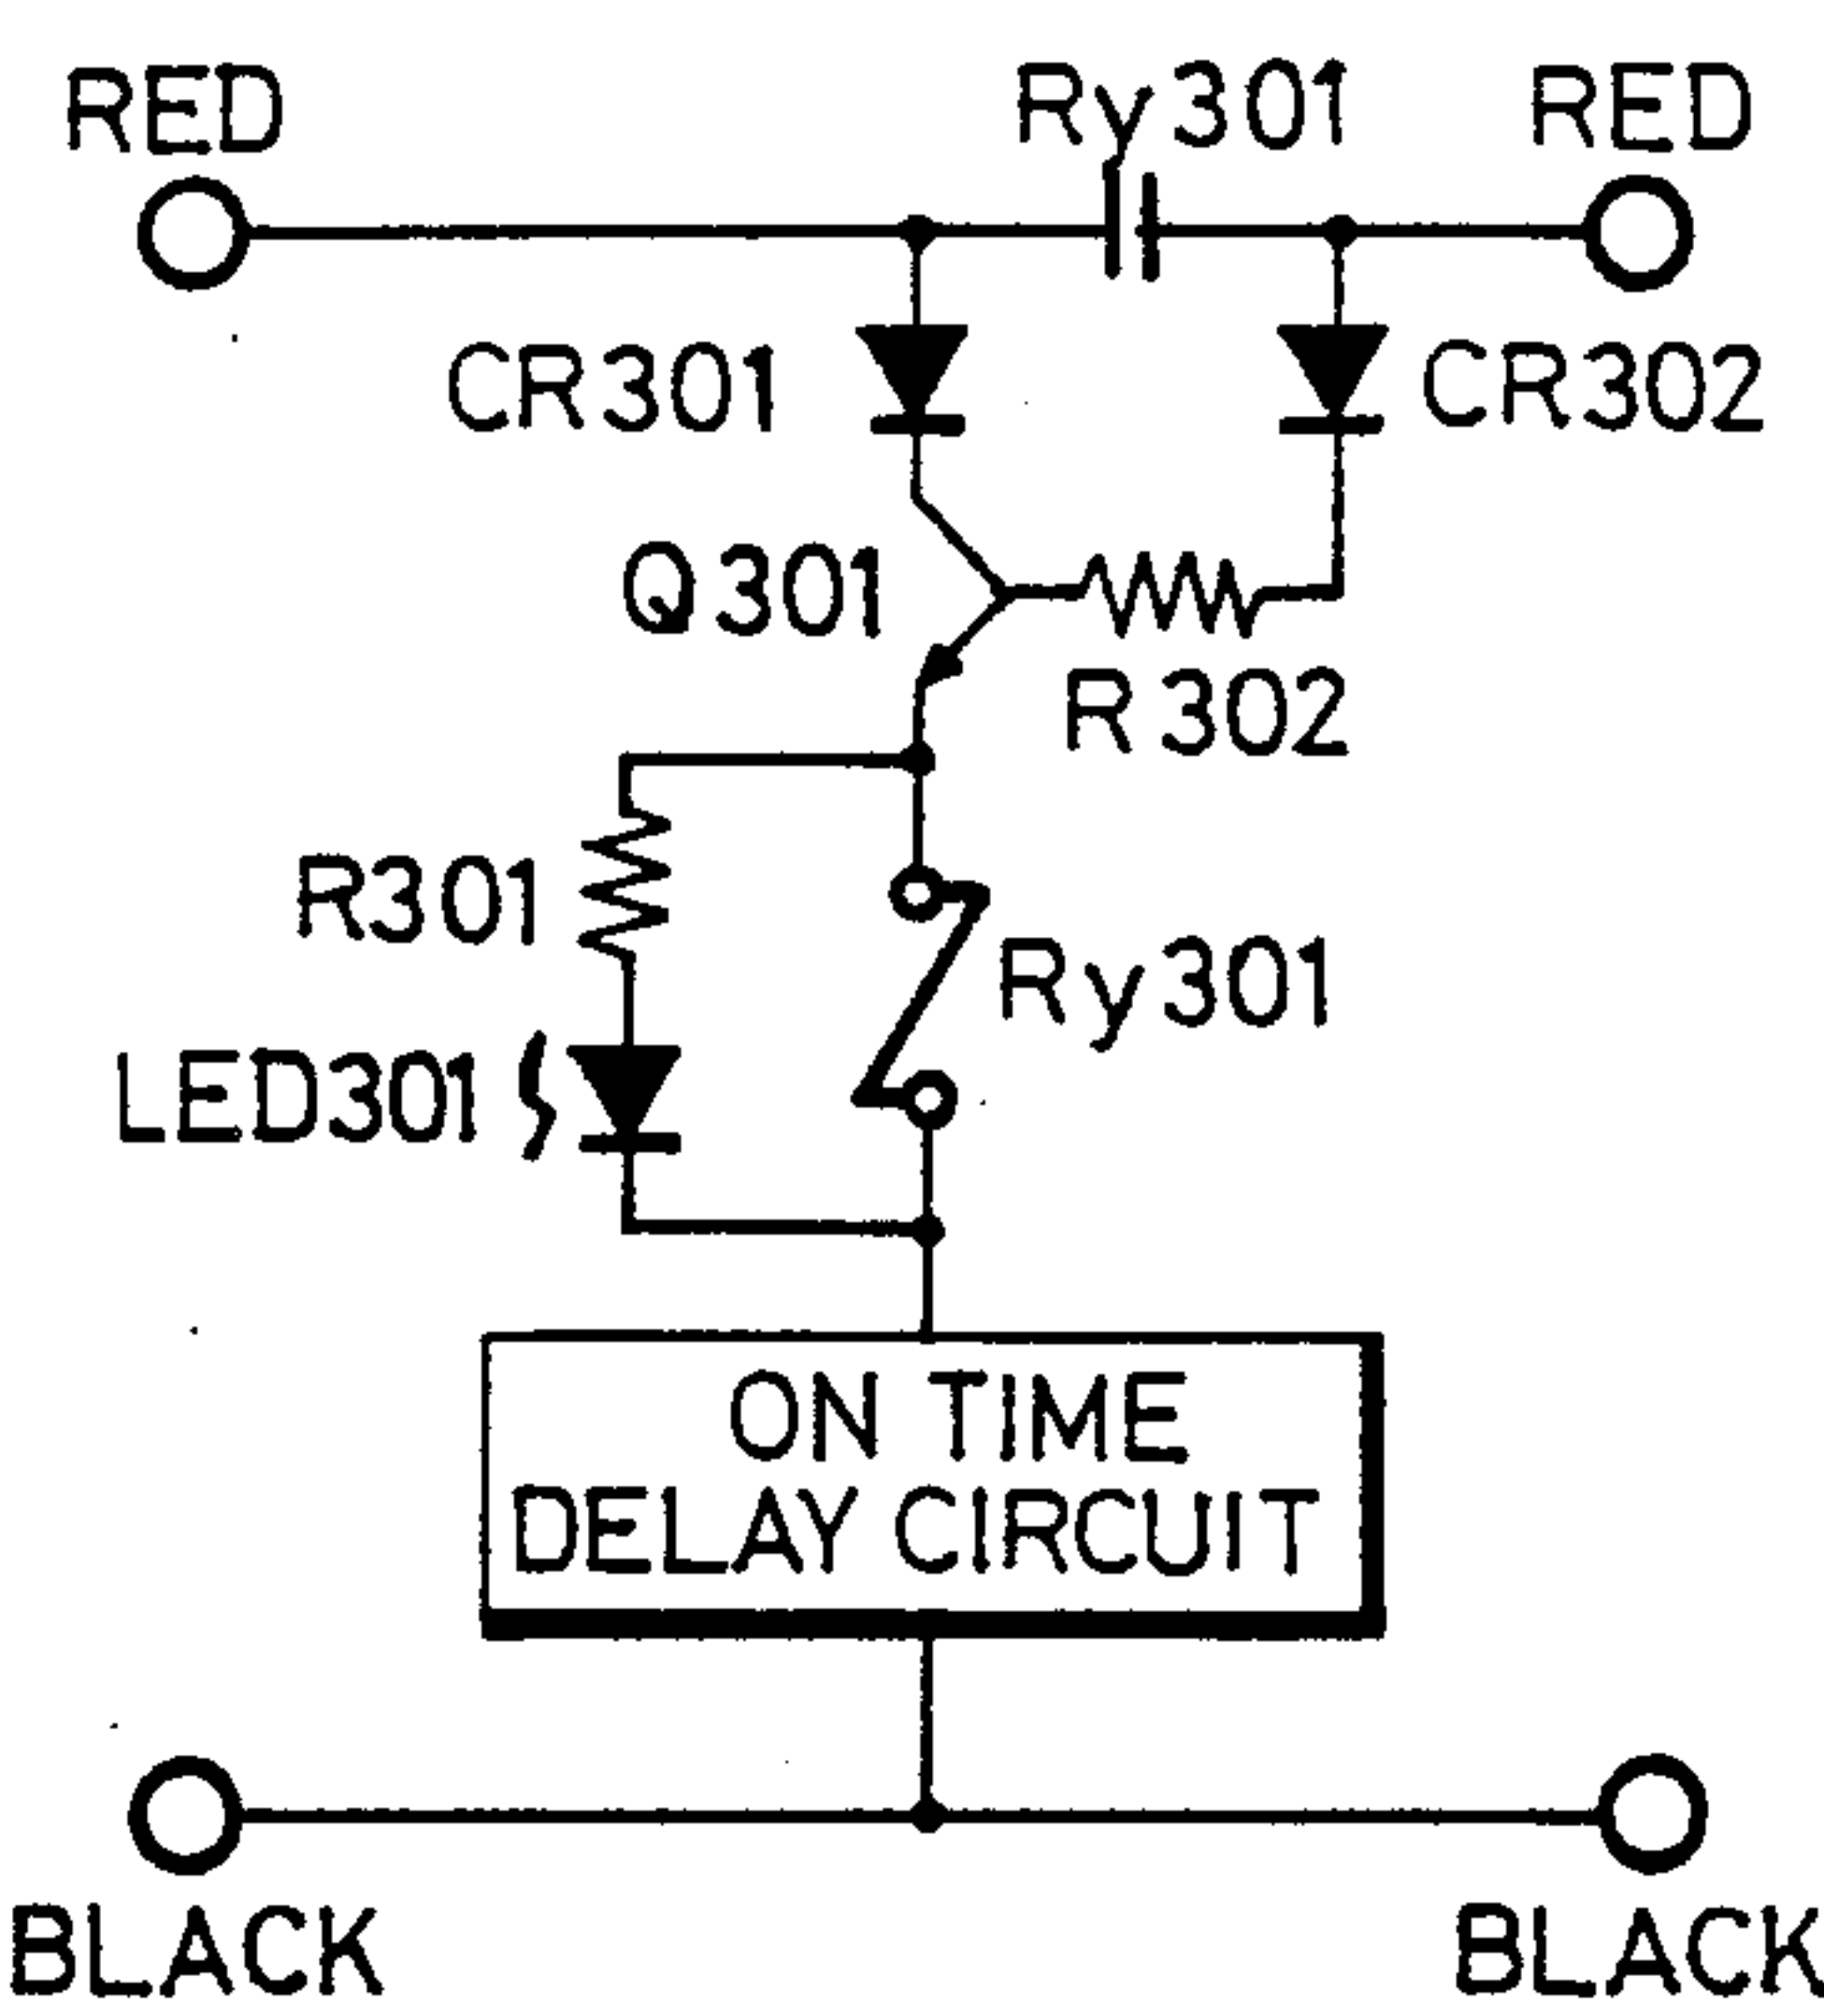 RED
Ry301
RED
CR301
CR302
Q301
R302
R301
Ry301
LED301
ON TIME
DELAY CIRCUIT
BLACK
BLACK